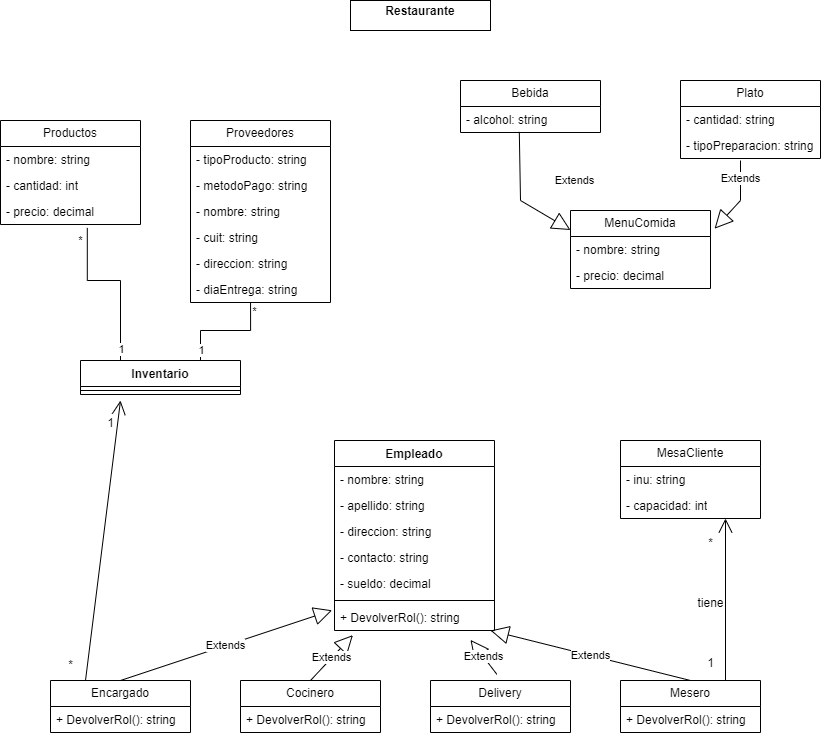 Restaurante
Bebida
- alcohol: string
Plato
- cantidad: string
- tipoPreparacion: string
Productos
- nombre: string
- cantidad: int
- precio: decimal
Proveedores
- tipoProducto: string
- metodoPago: string
- nombre: string
- cuit: string
- direccion: string
- diaEntrega: string
Extends
Extends
MenuComida
- nombre: string
- precio: decimal
*
*
1
1
Inventario
1
Empleado
- nombre: string
- apellido: string
- direccion: string
- contacto: string
- sueldo: decimal
+ DevolverRol(): string
MesaCliente
- inu: string
- capacidad: int
*
tiene
1
*
Extends
Extends
Extends
Extends
Encargado
+ DevolverRol(): string
Cocinero
+ DevolverRol(): string
Delivery
+ DevolverRol(): string
Mesero
+ DevolverRol(): string